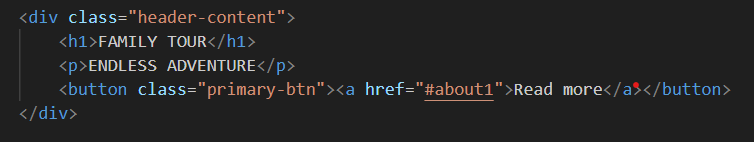 <div class="header-content">
<h1>FAMILY TOUR</h1>
<p>ENDLESS ADVENTURE</p>
<button class="primary-btn"><a href="#about1">Read more</a></button>
</div>